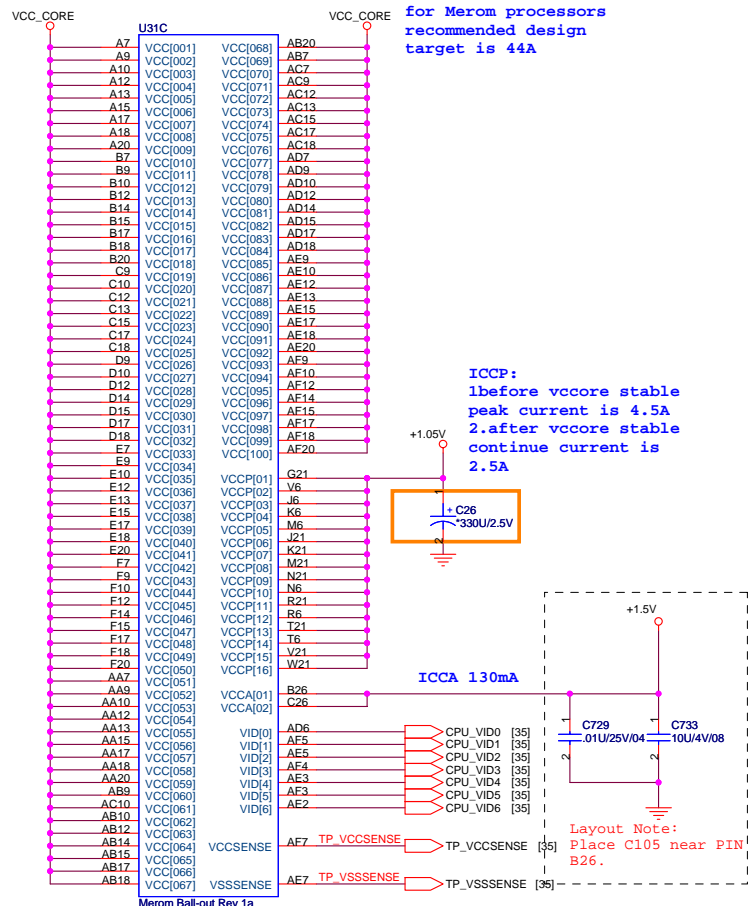 VCC_CORE
VCC_CORE
for Merom processors
recommended design
target is 44A
U31C
A7 VCC[001] VCC[068] AB20
A9 VCC[002] VCC[069] AB7
A10 VCC[003] VCC[070] AC7
A12 VCC[004] VCC[071] AC9
A13 VCC[005] VCC[072] AC12
A15 VCC[006] VCC[073] AC13
A17 VCC[007] VCC[074] AC15
A18 VCC[008] VCC[075] AC17
A20 VCC[009] VCC[076] AC18
B7 VCC[010] VCC[077] AD7
B9 VCC[011] VCC[078] AD9
B10 VCC[012] VCC[079] AD10
B12 VCC[013] VCC[080] AD12
B14 VCC[014] VCC[081] AD14
B15 VCC[015] VCC[082] AD15
B17 VCC[016] VCC[083] AD17
B18 VCC[017] VCC[084] AD18
B20 VCC[018] VCC[085] AE9
C9 VCC[019] VCC[086] AE10
C10 VCC[020] VCC[087] AE12
C12 VCC[021] VCC[088] AE13
C13 VCC[022] VCC[089] AE15
C15 VCC[023] VCC[090] AE17
C17 VCC[024] VCC[091] AE18
C18 VCC[025] VCC[092] AE20
D9 VCC[026] VCC[093] AF9
D10 VCC[027] VCC[094] AF10
D12 VCC[028] VCC[095] AF12
D14 VCC[029] VCC[096] AF14
D15 VCC[030] VCC[097] AF15
D17 VCC[031] VCC[098] AF17
D18 VCC[032] VCC[099] AF18
E7 VCC[033] VCC[100] AF20
E9 VCC[034]
E10 VCC[035] VCCP[01] G21
E12 VCC[036] VCCP[02] V6
E13 VCC[037] VCCP[03] J6
E15 VCC[038] VCCP[04] K6
E17 VCC[039] VCCP[05] M6
E18 VCC[040] VCCP[06] J21
E20 VCC[041] VCCP[07] K21
F7 VCC[042] VCCP[08] M21
F9 VCC[043] VCCP[09] N21
F10 VCC[044] VCCP[10] N6
F12 VCC[045] VCCP[11] R21
F14 VCC[046] VCCP[12] R6
F15 VCC[047] VCCP[13] T21
F17 VCC[048] VCCP[14] T6
F18 VCC[049] VCCP[15] V21
F20 VCC[050] VCCP[16] W21
AA7 VCC[051]
AA9 VCC[052] VCCA[01] B26
AA10 VCC[053] VCCA[02] C26
AA12 VCC[054]
AA13 VCC[055] VID[0] AD6 CPU_VID0 [35]
AA15 VCC[056] VID[1] AF5 CPU_VID1 [35]
AA17 VCC[057] VID[2] AE5 CPU_VID2 [35]
AA18 VCC[058] VID[3] AF4 CPU_VID3 [35]
AA20 VCC[059] VID[4] AE3 CPU_VID4 [35]
AB9 VCC[060] VID[5] AF3 CPU_VID5 [35]
AC10 VCC[061] VID[6] AE2 CPU_VID6 [35]
AB10 VCC[062]
AB12 VCC[063]
AB14 VCC[064] VCCSENSE AF7 TP_VCCSENSE TP_VCCSENSE [35]
AB15 VCC[065]
AB17 VCC[066]
AB18 VCC[067] VSSSENSE AE7 TP_VSSSENSE TP_VSSSENSE [35]
Merom Ball-out Rev 1a
ICCP:
1before vccore stable
peak current is 4.5A
2.after vccore stable
continue current is
2.5A
+1.05V
1
+ C26
*330U/2.5V
2
ICCA 130mA
+1.5V
1
C729
.01U/25V/04
2
1
C733
10U/4V/08
2
Layout Note:
Place C105 near PIN
B26.